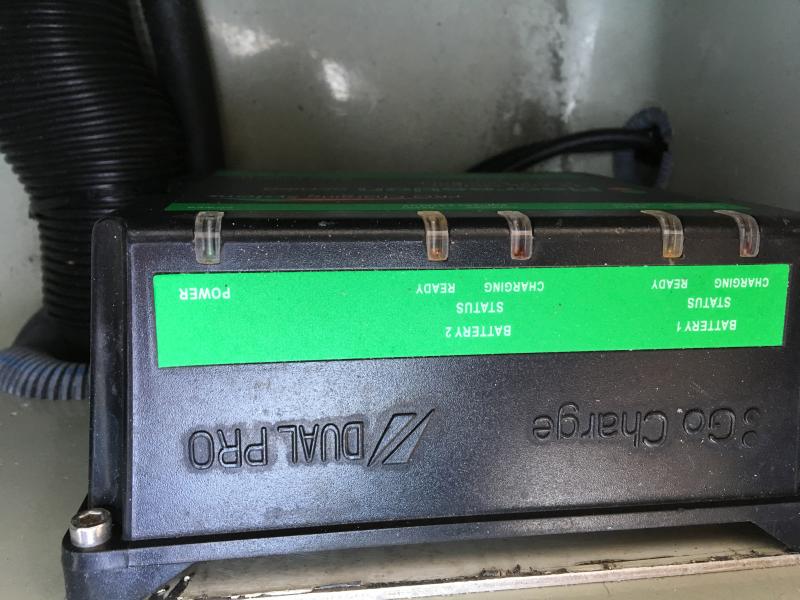 Go Charge DUAL PRO
BATTERY 1 BATTERY 2
STATUS STATUS
CHARGING READY CHARGING READY POWER